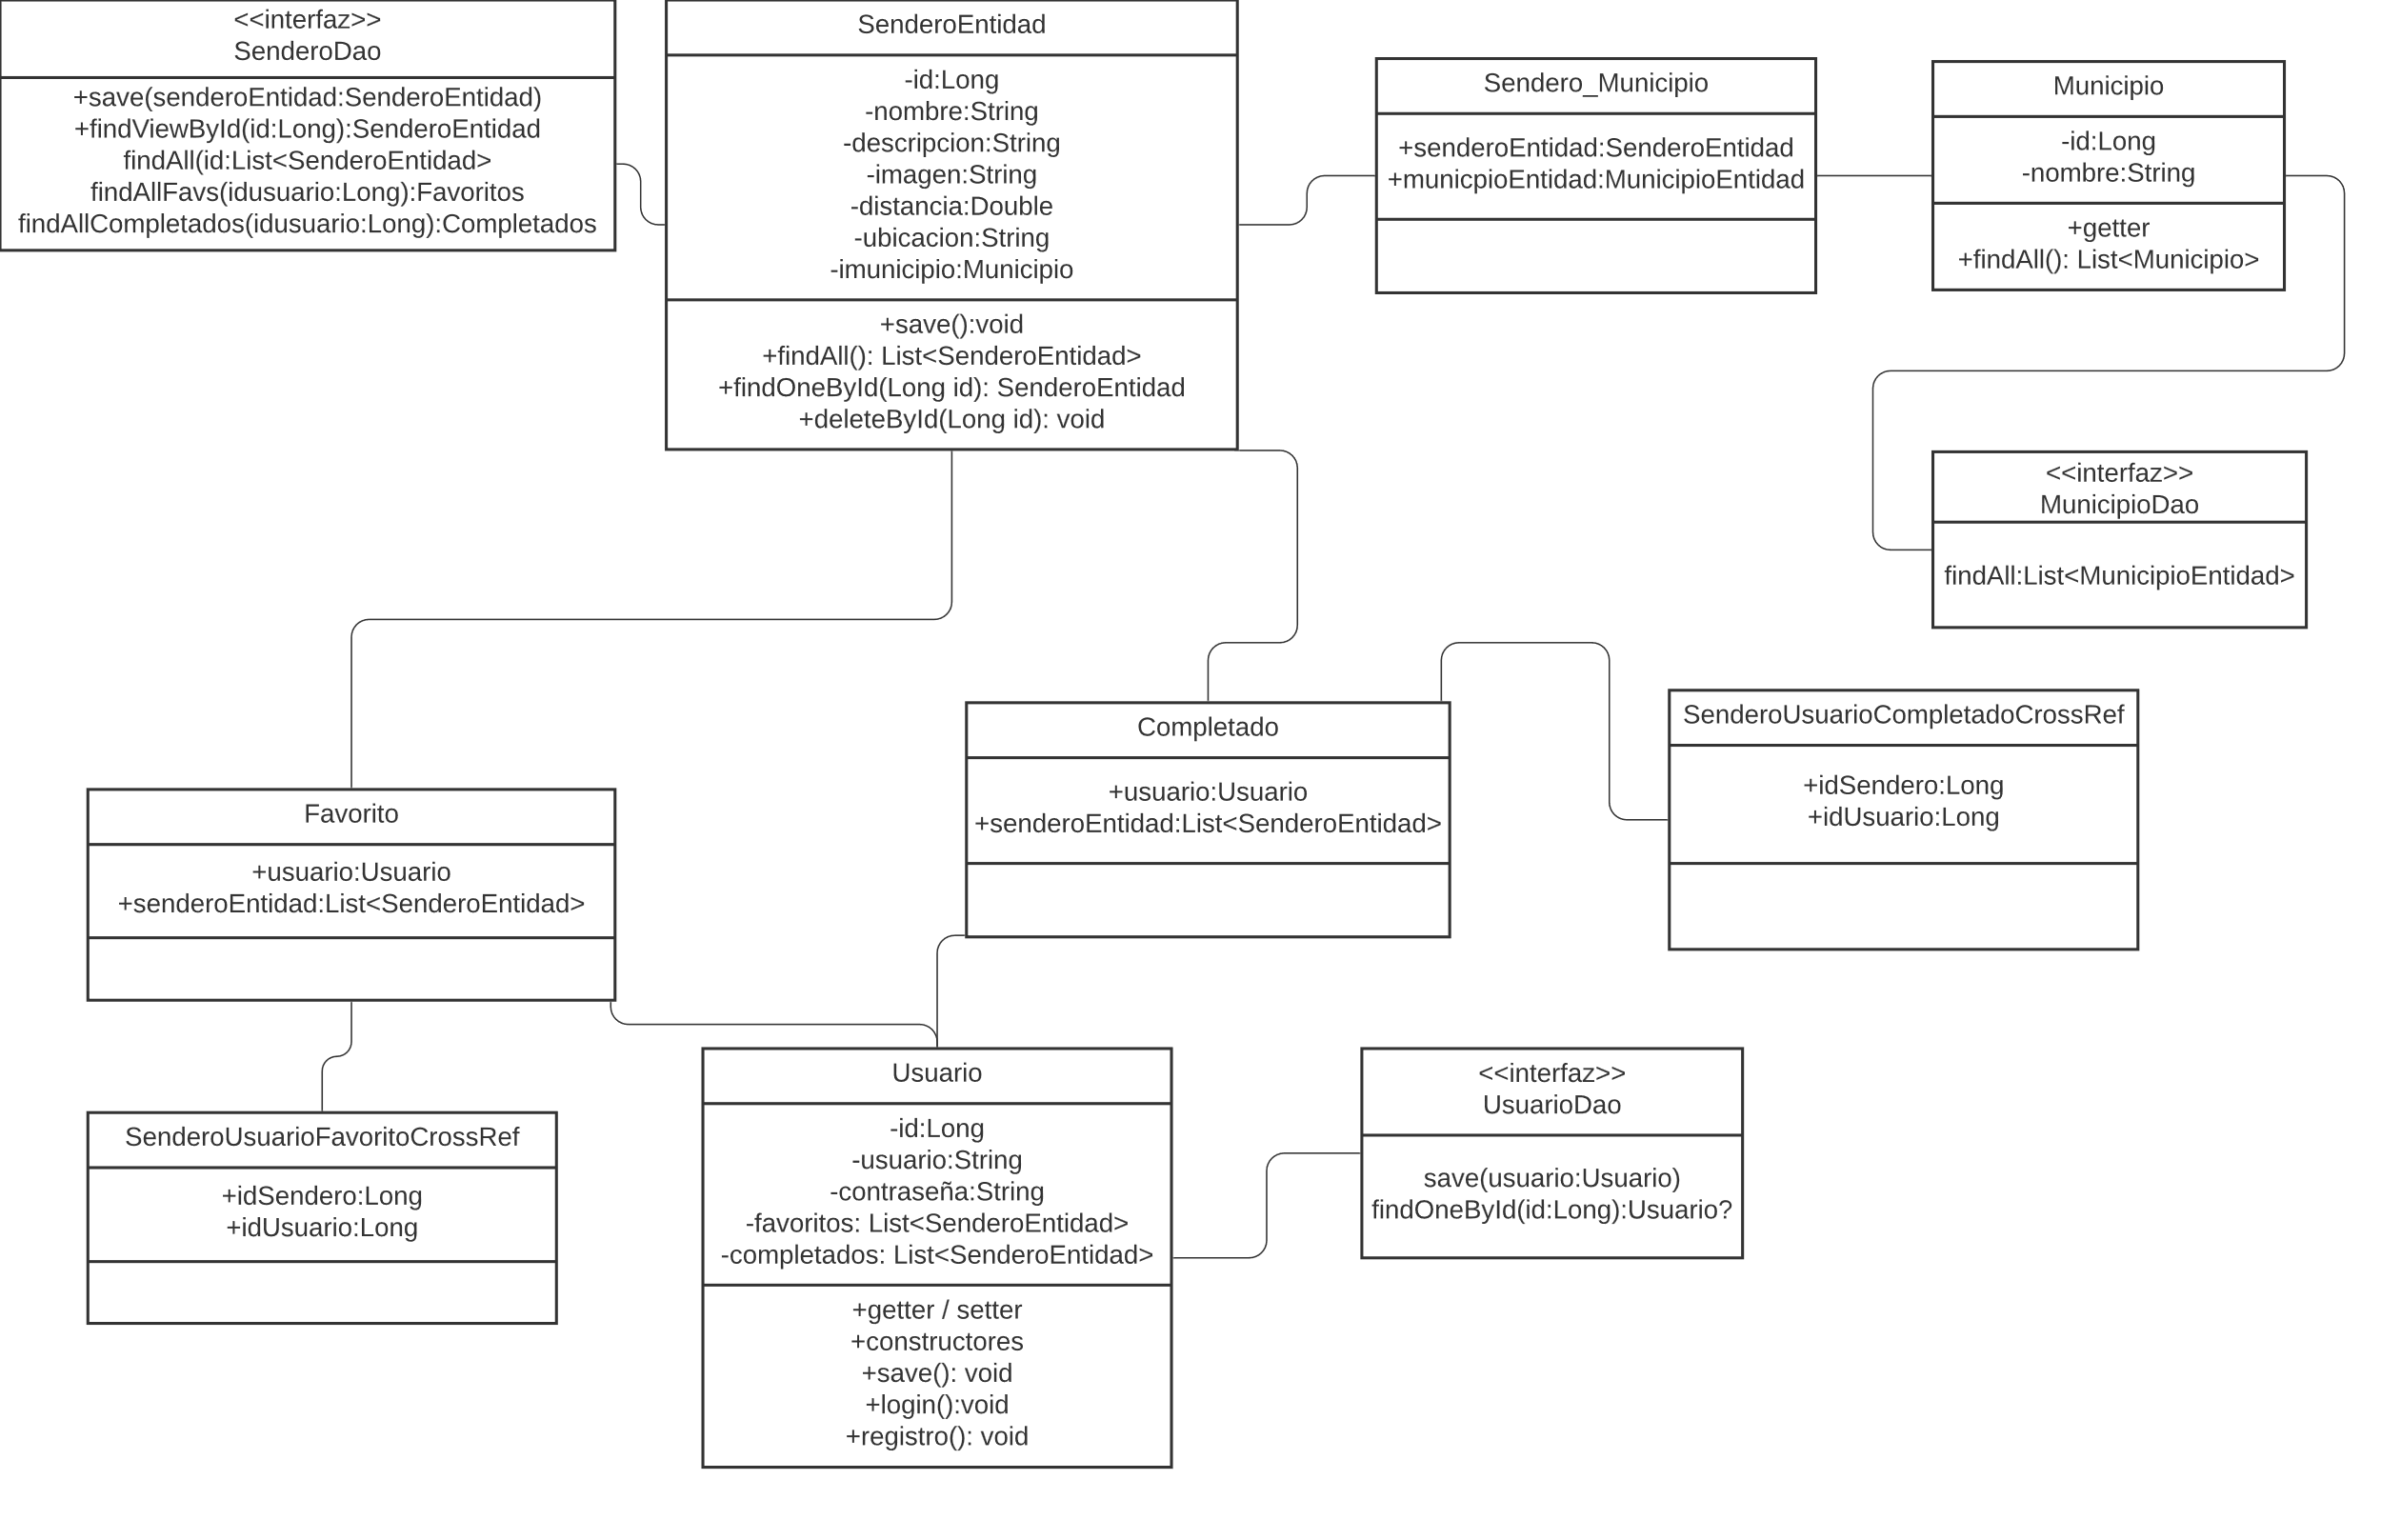 <<interfaz>>
SenderoDao
+save(senderoEntidad:SenderoEntidad)
+findViewById(id:Long):SenderoEntidad
findAll(id:List<SenderoEntidad>
findAllFavs(idusuario:Long):Favoritos
findAllCompletados(idusuario:Long):Completados
SenderoEntidad
-id:Long
-nombre:String
-descripcion:String
-imagen:String
-distancia:Double
-ubicacion:String
-imunicipio:Municipio
+save():void
+findAll(): List<SenderoEntidad>
+findOneById(Long id): SenderoEntidad
+deleteById(Long id): void
Sendero_Municipio
+senderoEntidad:SenderoEntidad
+municpioEntidad:MunicipioEntidad
Municipio
-id:Long
-nombre:String
+getter
+findAll(): List<Municipio>
<<interfaz>>
MunicipioDao
findAll:List<MunicipioEntidad>
Completado
+usuario:Usuario
+senderoEntidad:List<SenderoEntidad>
SenderoUsuarioCompletadoCrossRef
+idSendero:Long
+idUsuario:Long
Favorito
+usuario:Usuario
+senderoEntidad:List<SenderoEntidad>
SenderoUsuarioFavoritoCrossRef
+idSendero:Long
+idUsuario:Long
Usuario
-id:Long
-usuario:String
-contraseña:String
-favoritos: List<SenderoEntidad>
-completados: List<SenderoEntidad>
+getter / setter
+constructores
+save(): void
+login():void
+registro(): void
<<interfaz>>
UsuarioDao
save(usuario:Usuario)
findOneById(id:Long):Usuario?